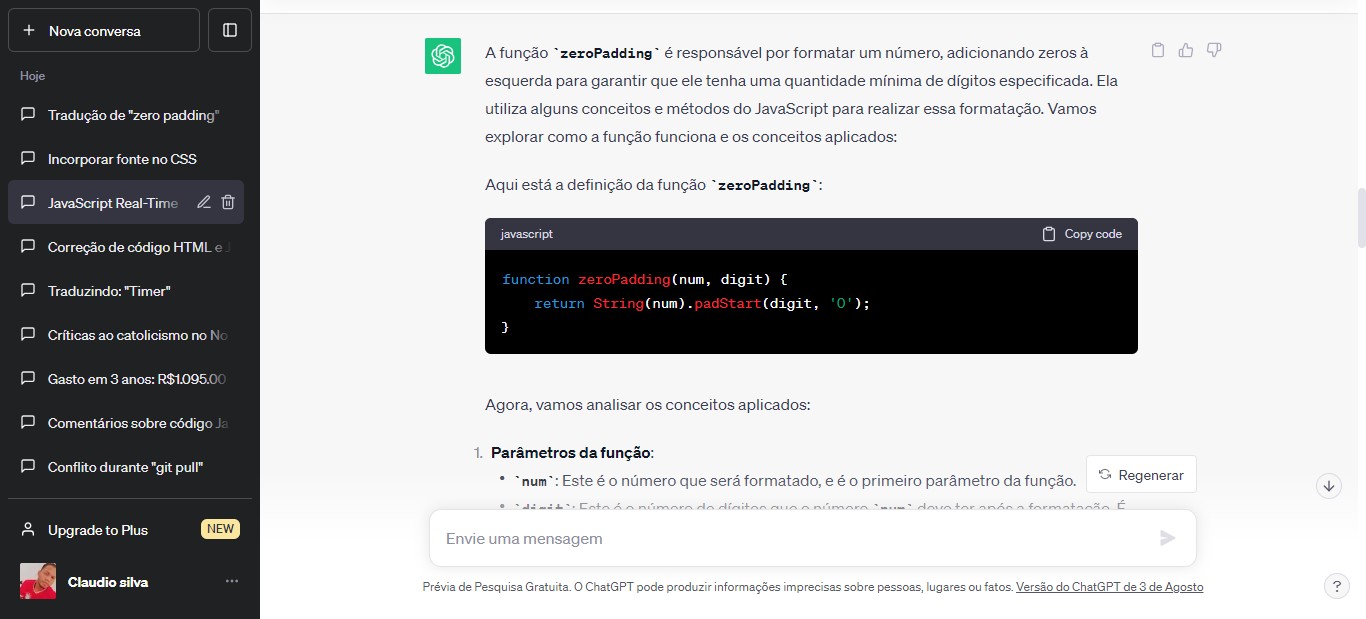 Nova conversa
Hoje
Tradução de "zero padding"
Incorporar fonte no CSS
JavaScript Real-Time
Correção de código HTML e J
Traduzindo: "Timer"
Críticas ao catolicismo no No
Gasto em 3 anos: R$1.095.00
Comentários sobre código Ja
Conflito durante "git pull"
Upgrade to Plus NEW
Claudio silva
A função `zeroPadding` é responsável por formatar um número, adicionando zeros à
esquerda para garantir que ele tenha uma quantidade mínima de dígitos especificada. Ela
utiliza alguns conceitos e métodos do JavaScript para realizar essa formatação. Vamos
explorar como a função funciona e os conceitos aplicados:
Aqui está a definição da função `zeroPadding`:
javascript Copy code
function zeroPadding(num, digit) {
    return String(num).padStart(digit, '0');
}
Agora, vamos analisar os conceitos aplicados:
1. Parâmetros da função:
• `num`: Este é o número que será formatado, e é o primeiro parâmetro da função.
• `digit`: Este é o número de dígitos que o número `num` deve ter após a formatação. É
Regenerar
Envie uma mensagem
Prévia de Pesquisa Gratuita. O ChatGPT pode produzir informações imprecisas sobre pessoas, lugares ou fatos. Versão do ChatGPT de 3 de Agosto
?